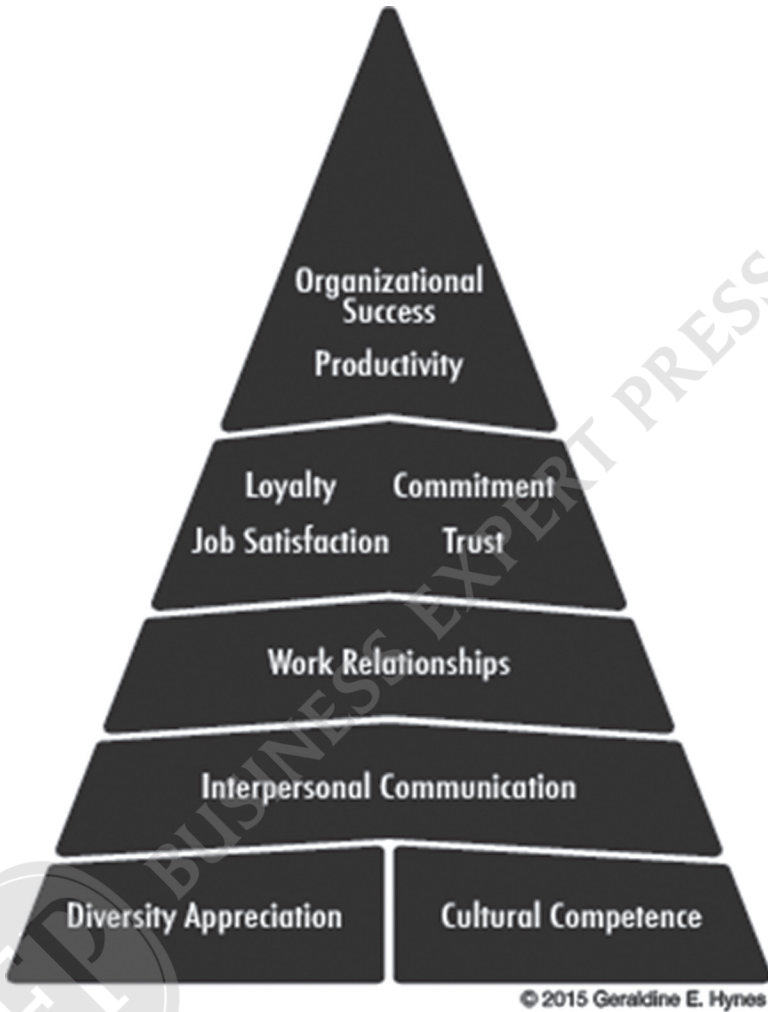 Organizational
Success
Productivity
Loyalty Commitment
Job Satisfaction Trust
Work Relationships
Interpersonal Communication
Diversity Appreciation Cultural Competence
BUSINESS EXPERT PRESS
© 2015 Geraldine E. Hynes